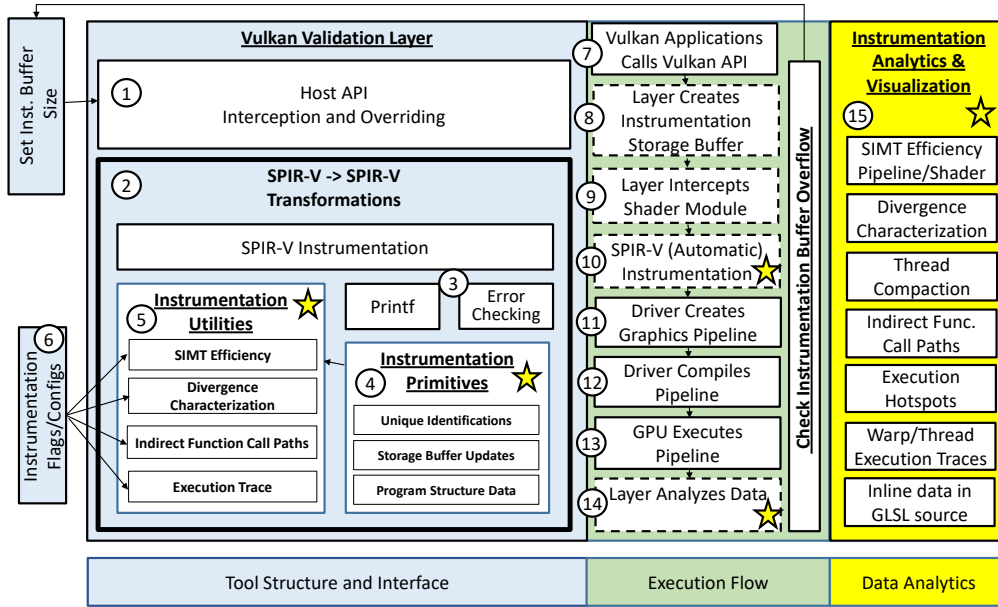 Set Inst. Buffer
Size
Instrumentation
Flags/Configs
6
Vulkan Validation Layer
1
Host API
Interception and Overriding
2
SPIR-V -> SPIR-V
Transformations
SPIR-V Instrumentation
3
Printf
Error
Checking
5
Instrumentation
Utilities
SIMT Efficiency
Divergence
Characterization
Indirect Function Call Paths
Execution Trace
4
Instrumentation
Primitives
Unique Identifications
Storage Buffer Updates
Program Structure Data
7
Vulkan Applications
Calls Vulkan API
8
Layer Creates
Instrumentation
Storage Buffer
9
Layer Intercepts
Shader Module
10
SPIR-V (Automatic)
Instrumentation
11
Driver Creates
Graphics Pipeline
12
Driver Compiles
Pipeline
13
GPU Executes
Pipeline
14
Layer Analyzes Data
Check Instrumentation Buffer Overflow
Instrumentation
Analytics &
Visualization
15
SIMT Efficiency
Pipeline/Shader
Divergence
Characterization
Thread
Compaction
Indirect Func.
Call Paths
Execution
Hotspots
Warp/Thread
Execution Traces
Inline data in
GLSL source
Tool Structure and Interface
Execution Flow
Data Analytics